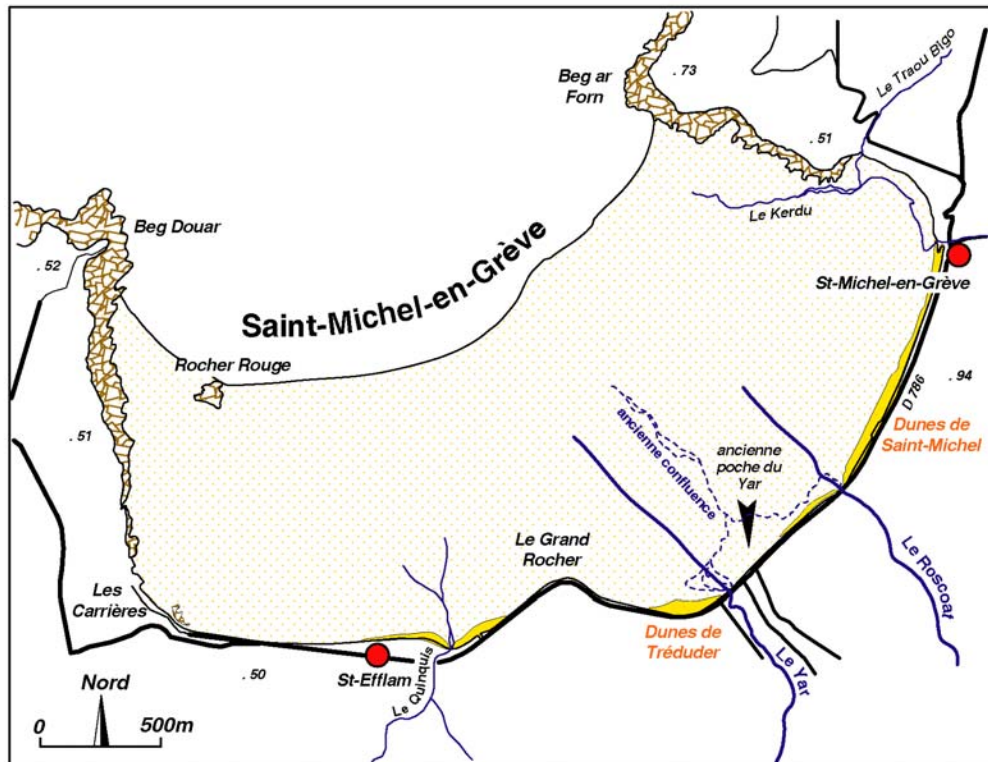 Beg ar
Forn
. 73
Le Traou Bigo
. 51
Le Kerdu
Beg Douar
. 52
Saint-Michel-en-Grève
St-Michel-en-Grève
Rocher Rouge
. 51
D 786
. 94
Dunes de
Saint-Michel
ancienne confluence
ancienne
poche du
Yar
Le Grand
Rocher
Le Roscoat
Les
Carrières
Dunes de
Tréduder
Le Yar
St-Efflam
. 50
Le Quinquis
Nord
0 500m